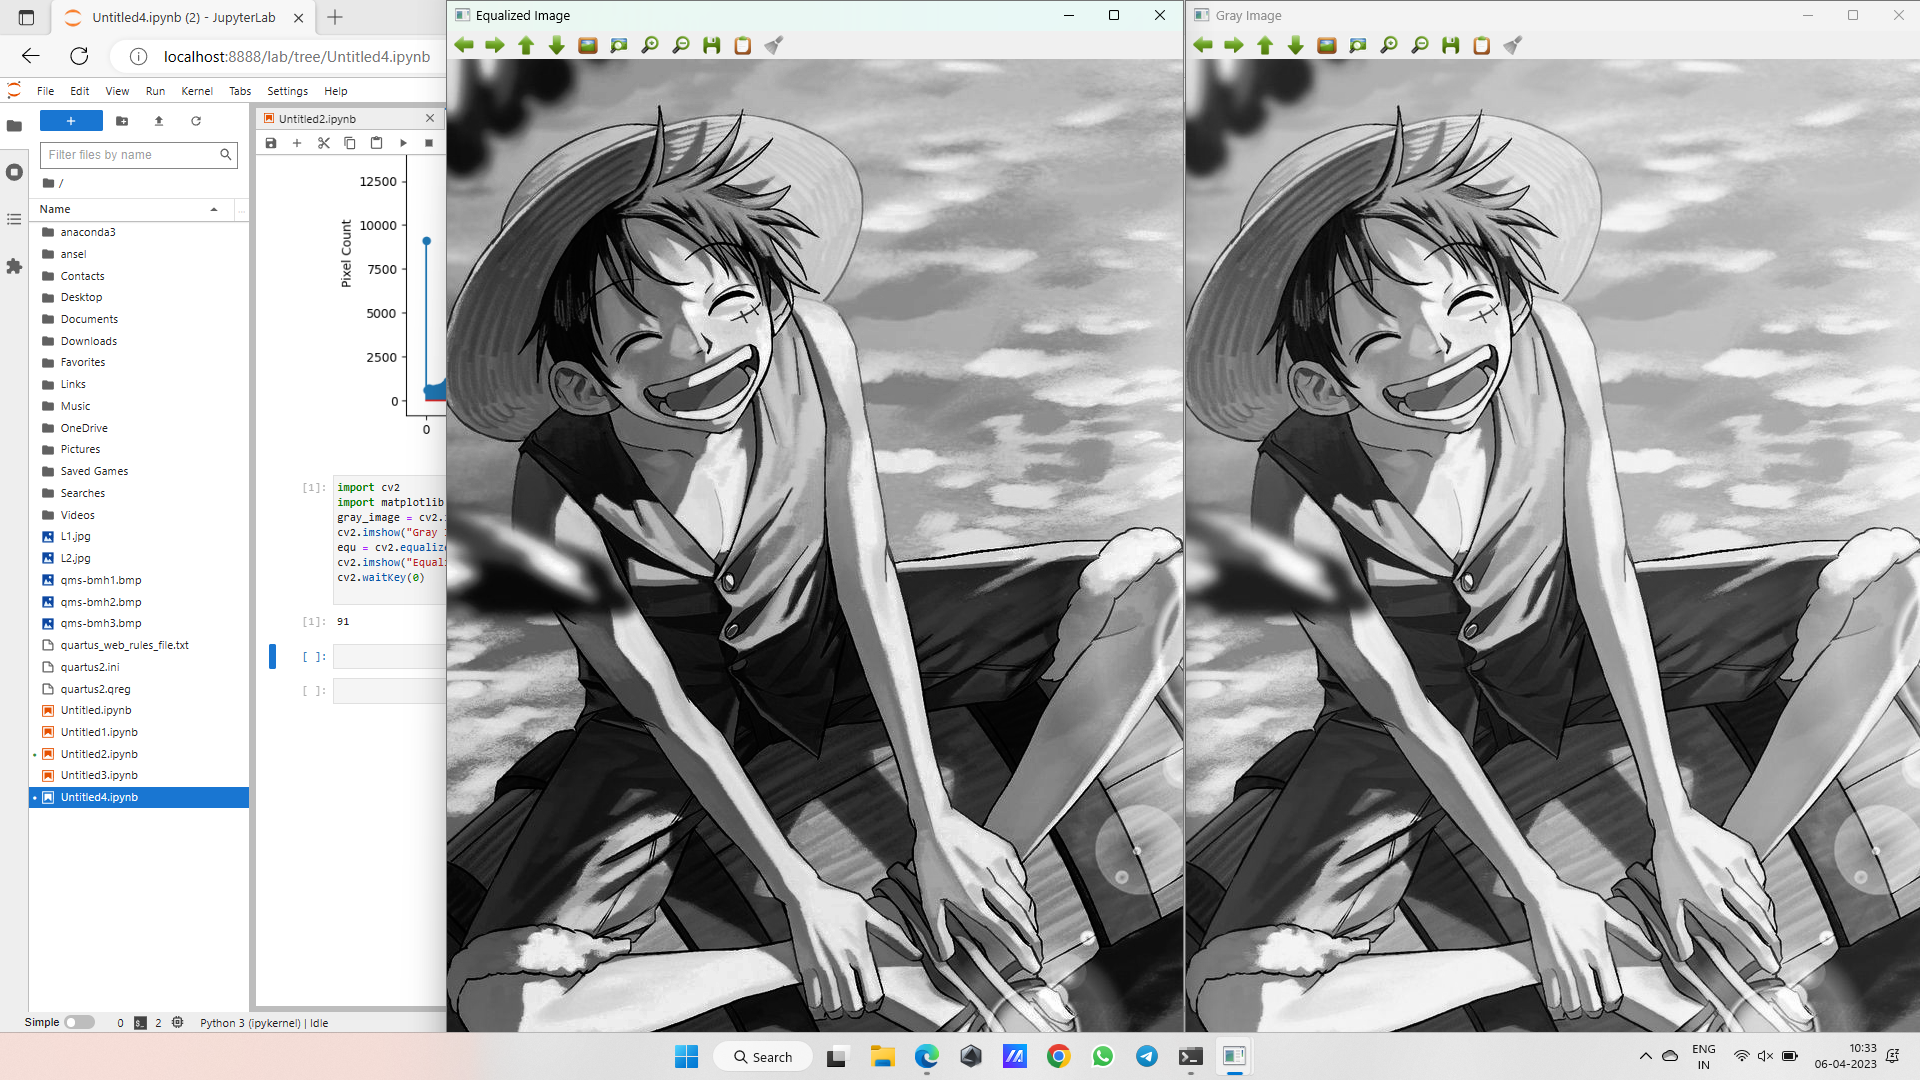 Untitled4.ipynb (2) - JupyterLab
localhost:8888/lab/tree/Untitled4.ipynb
File Edit View Run Kernel Tabs Settings Help
Filter files by name
/
Name
anaconda3
ansel
Contacts
Desktop
Documents
Downloads
Favorites
Links
Music
OneDrive
Pictures
Saved Games
Searches
Videos
L1.jpg
L2.jpg
qms-bmh1.bmp
qms-bmh2.bmp
qms-bmh3.bmp
quartus_web_rules_file.txt
quartus2.ini
quartus2.qreg
Untitled.ipynb
Untitled1.ipynb
Untitled2.ipynb
Untitled3.ipynb
Untitled4.ipynb
Untitled2.ipynb
Pixel Count
12500
10000
7500
5000
2500
0
0
[1]: import cv2
import matplotlib
gray_image = cv2.
cv2.imshow("Gray
equ = cv2.equaliz
cv2.imshow("Equal
cv2.waitKey(0)
[1]: 91
[ ]:
[ ]:
Equalized Image
Gray Image
Simple 0 2 Python 3 (ipykernel) | Idle
Search
ENG
IN
10:33
06-04-2023